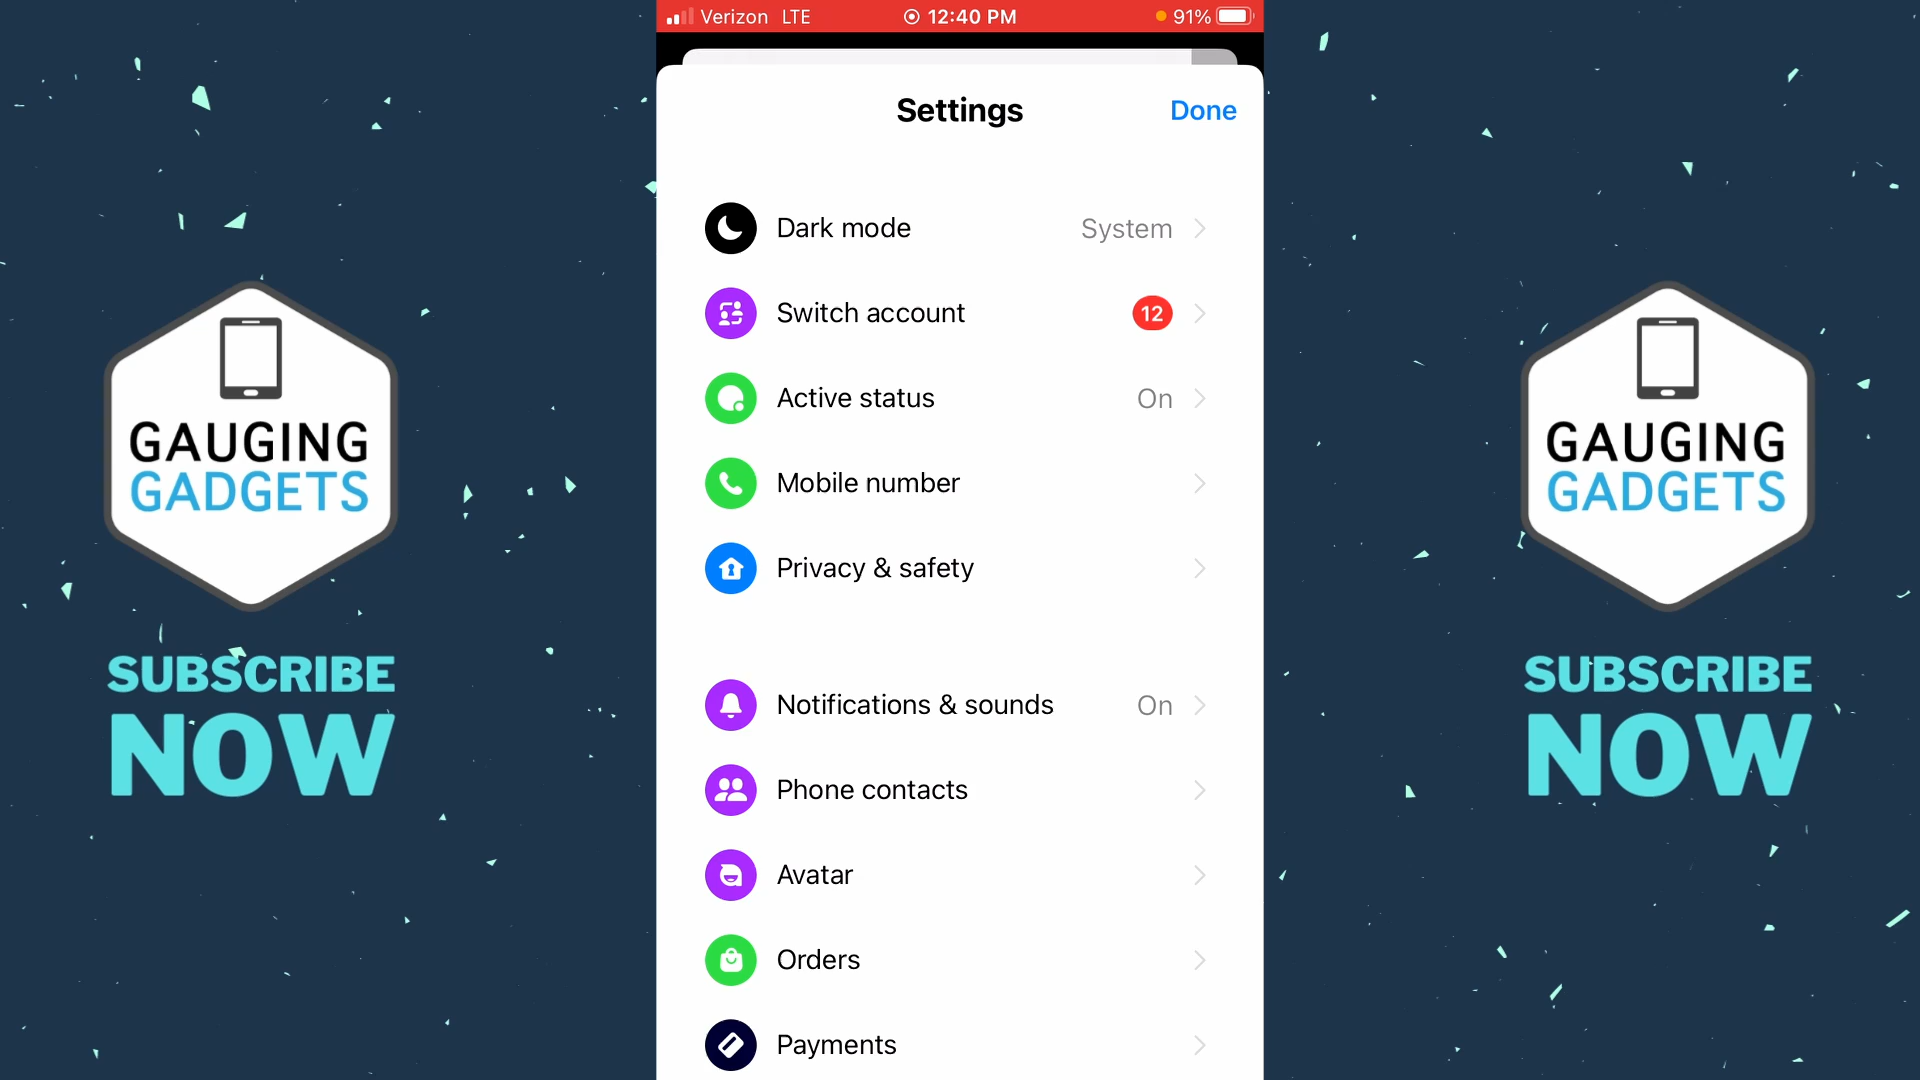 Verizon LTE 12:40 PM 91%
Settings Done
Dark mode System
Switch account 12
Active status On
Mobile number
Privacy & safety
Notifications & sounds On
Phone contacts
Avatar
Orders
Payments
GAUGING
GADGETS
SUBSCRIBE
NOW
GAUGING
GADGETS
SUBSCRIBE
NOW